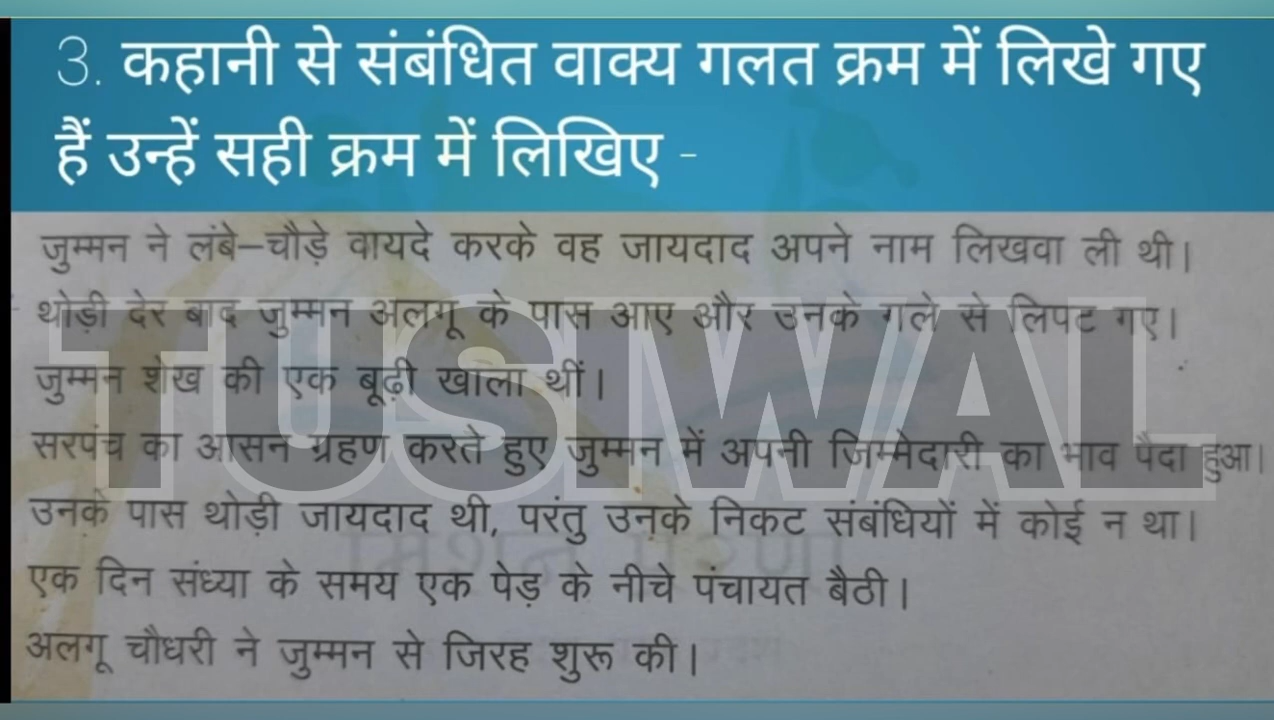 3. कहानी से संबंधित वाक्य गलत क्रम में लिखे गए
हैं उन्हें सही क्रम में लिखिए -
जुम्मन ने लंबे–चौड़े वायदे करके वह जायदाद अपने नाम लिखवा ली थी।
थोड़ी देर बाद जुम्मन अलगू के पास आए और उनके गले से लिपट गए।
जुम्मन शेख की एक बूढ़ी खाला थीं।
सरपंच का आसन ग्रहण करते हुए जुम्मन में अपनी जिम्मेदारी का भाव पैदा हुआ।
उनके पास थोड़ी जायदाद थी, परंतु उनके निकट संबंधियों में कोई न था।
एक दिन संध्या के समय एक पेड़ के नीचे पंचायत बैठी।
अलगू चौधरी ने जुम्मन से जिरह शुरू की।
TUSIWAL